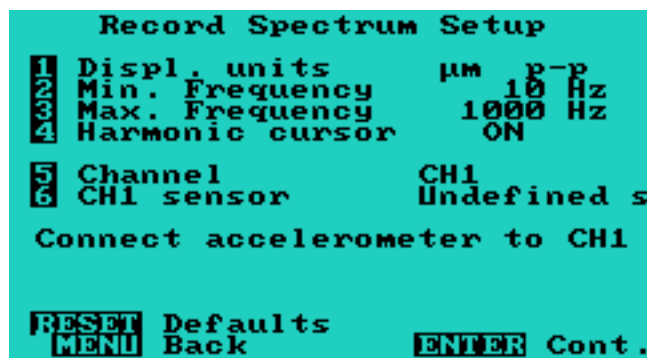 Record Spectrum Setup
1 Displ. units µm p-p
2 Min. Frequency 10 Hz
3 Max. Frequency 1000 Hz
4 Harmonic cursor ON
5 Channel CH1
6 CH1 sensor Undefined s
Connect accelerometer to CH1
RESET Defaults
MENU Back ENTER Cont.